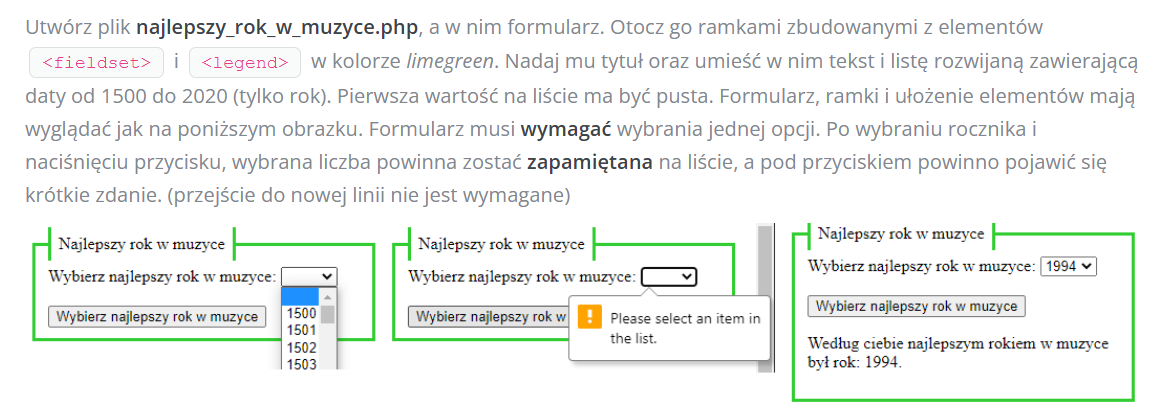 Utwórz plik najlepszy_rok_w_muzyce.php, a w nim formularz. Otocz go ramkami zbudowanymi z elementów
<fieldset> i <legend> w kolorze limegreen. Nadaj mu tytuł oraz umieść w nim tekst i listę rozwijaną zawierającą
daty od 1500 do 2020 (tylko rok). Pierwsza wartość na liście ma być pusta. Formularz, ramki i ułożenie elementów mają
wyglądać jak na poniższym obrazku. Formularz musi wymagać wybrania jednej opcji. Po wybraniu rocznika i
naciśnięciu przycisku, wybrana liczba powinna zostać zapamiętana na liście, a pod przyciskiem powinno pojawić się
krótkie zdanie. (przejście do nowej linii nie jest wymagane)
Najlepszy rok w muzyce
Wybierz najlepszy rok w muzyce:
Wybierz najlepszy rok w muzyce
1500
1501
1502
1503
Najlepszy rok w muzyce
Wybierz najlepszy rok w muzyce:
Wybierz najlepszy rok w
Please select an item in
the list.
Najlepszy rok w muzyce
Wybierz najlepszy rok w muzyce: 1994
Wybierz najlepszy rok w muzyce
Według ciebie najlepszym rokiem w muzyce
był rok: 1994.